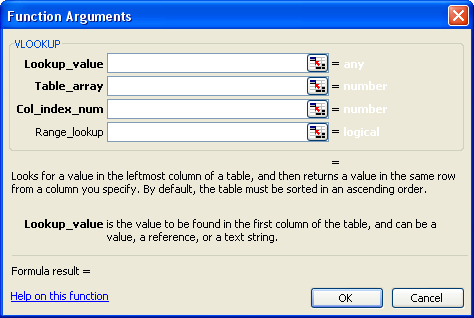 Function Arguments
VLOOKUP
Lookup_value = any
Table_array = number
Col_index_num = number
Range_lookup = logical
=
Looks for a value in the leftmost column of a table, and then returns a value in the same row
from a column you specify. By default, the table must be sorted in an ascending order.
Lookup_value is the value to be found in the first column of the table, and can be a
value, a reference, or a text string.
Formula result =
Help on this function OK Cancel